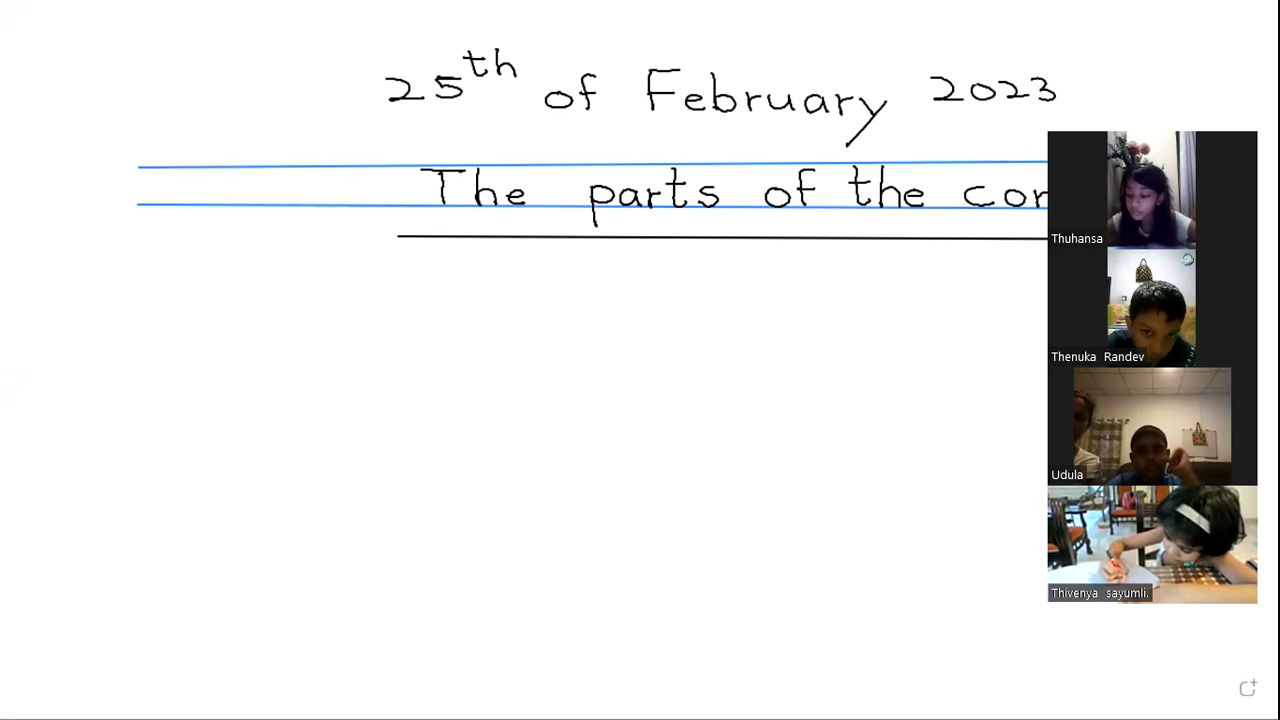 25th of February 2023
The parts of the
Thuhansa
Thenuka Randev
Udula
Thivenya sayumli.